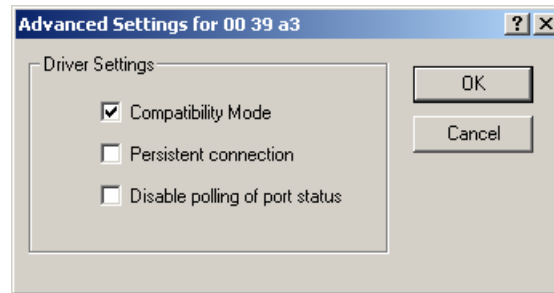 Advanced Settings for 00 39 a3
Driver Settings
Compatibility Mode
Persistent connection
Disable polling of port status
OK
Cancel